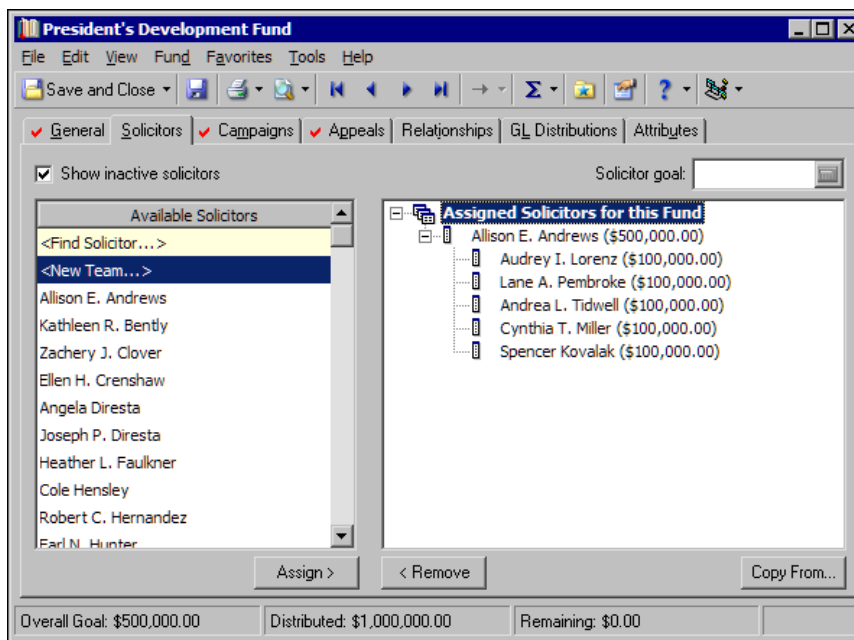 President's Development Fund
File Edit View Fund Favorites Tools Help
Save and Close
General Solicitors Campaigns Appeals Relationships GL Distributions Attributes
Show inactive solicitors
Solicitor goal:
Available Solicitors
<Find Solicitor...>
<New Team...>
Allison E. Andrews
Kathleen R. Bently
Zachery J. Clover
Ellen H. Crenshaw
Angela Diresta
Joseph P. Diresta
Heather L. Faulkner
Cole Hensley
Robert C. Hernandez
Earl N. Hunter
Assigned Solicitors for this Fund
Allison E. Andrews ($500,000.00)
Audrey I. Lorenz ($100,000.00)
Lane A. Pembroke ($100,000.00)
Andrea L. Tidwell ($100,000.00)
Cynthia T. Miller ($100,000.00)
Spencer Kovalak ($100,000.00)
Assign >
< Remove
Copy From...
Overall Goal: $500,000.00
Distributed: $1,000,000.00
Remaining: $0.00